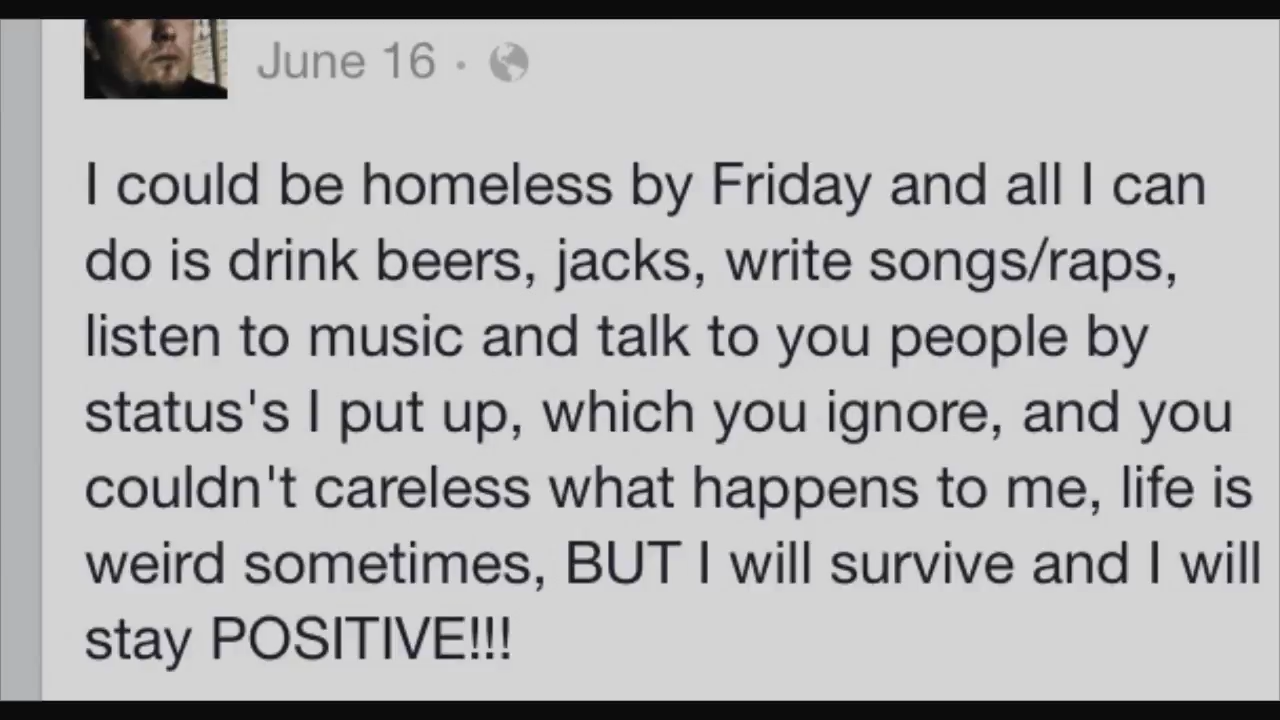 June 16 ·
I could be homeless by Friday and all I can
do is drink beers, jacks, write songs/raps,
listen to music and talk to you people by
status's I put up, which you ignore, and you
couldn't careless what happens to me, life is
weird sometimes, BUT I will survive and I will
stay POSITIVE!!!